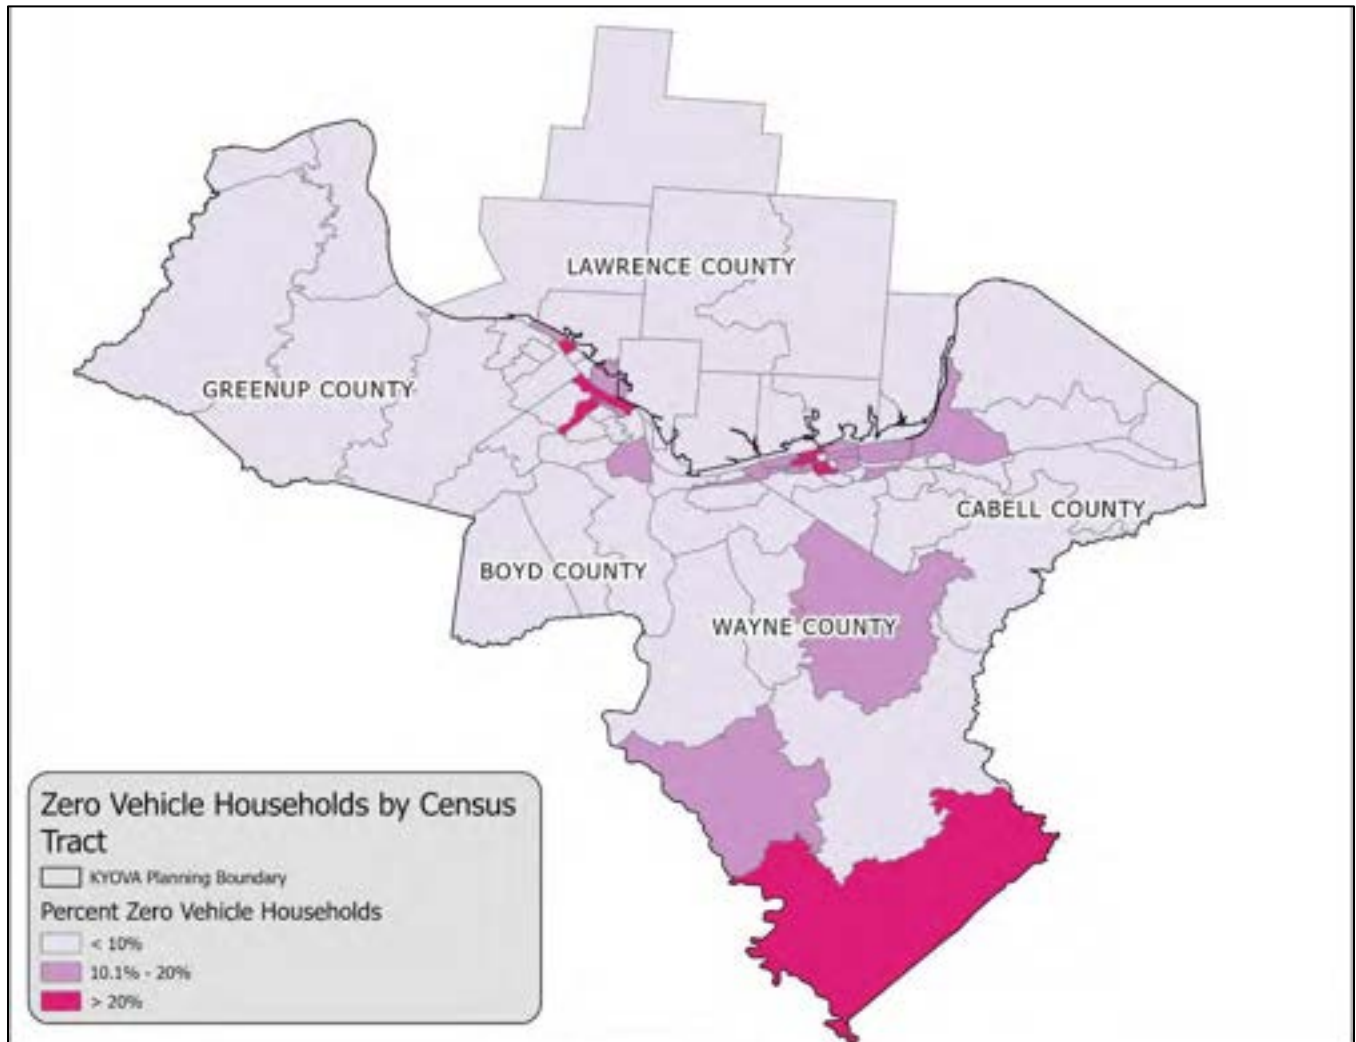 LAWRENCE COUNTY
GREENUP COUNTY
CABELL COUNTY
BOYD COUNTY
WAYNE COUNTY
Zero Vehicle Households by Census
Tract
KYOVA Planning Boundary
Percent Zero Vehicle Households
< 10%
10.1% - 20%
> 20%